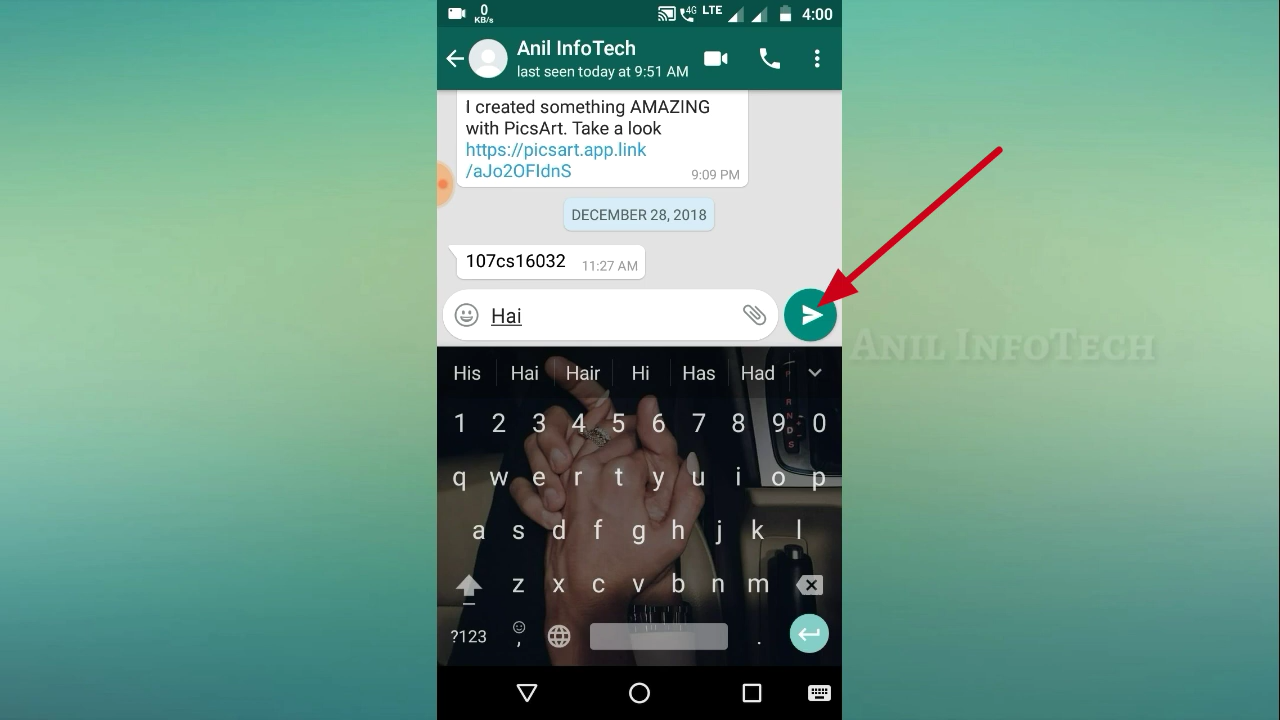 0
KB/s
4G LTE 4:00
Anil InfoTech
last seen today at 9:51 AM
I created something AMAZING
with PicsArt. Take a look
https://picsart.app.link
/aJo2OFIdnS
9:09 PM
DECEMBER 28, 2018
107cs16032
11:27 AM
Hai
ANIL INFOTECH
His Hai Hair Hi Has Had
1 2 3 4 5 6 7 8 9 0
q w e r t y u i o p
a s d f g h j k l
z x c v b n m
?123 , .
P
R
N
D
S